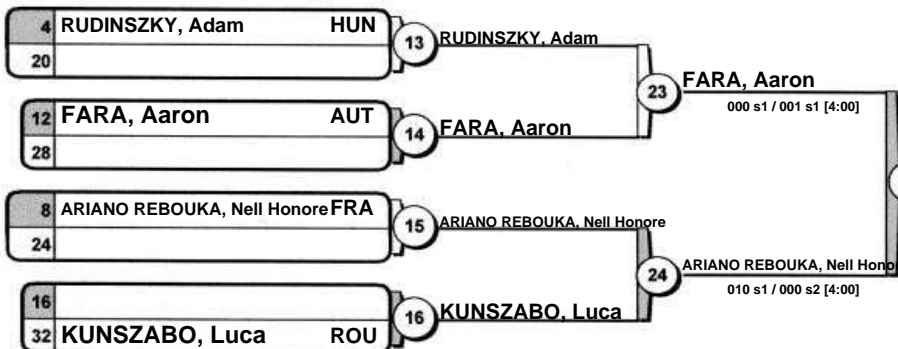 4 RUDINSZKY, Adam HUN
20
13 RUDINSZKY, Adam
12 FARA, Aaron AUT
28
14 FARA, Aaron
23 FARA, Aaron
000 s1 / 001 s1 [4:00]
8 ARIANO REBOUKA, Nell Honore FRA
24
15 ARIANO REBOUKA, Nell Honore
16
32 KUNSZABO, Luca ROU
16 KUNSZABO, Luca
24 ARIANO REBOUKA, Nell Hono
010 s1 / 000 s2 [4:00]